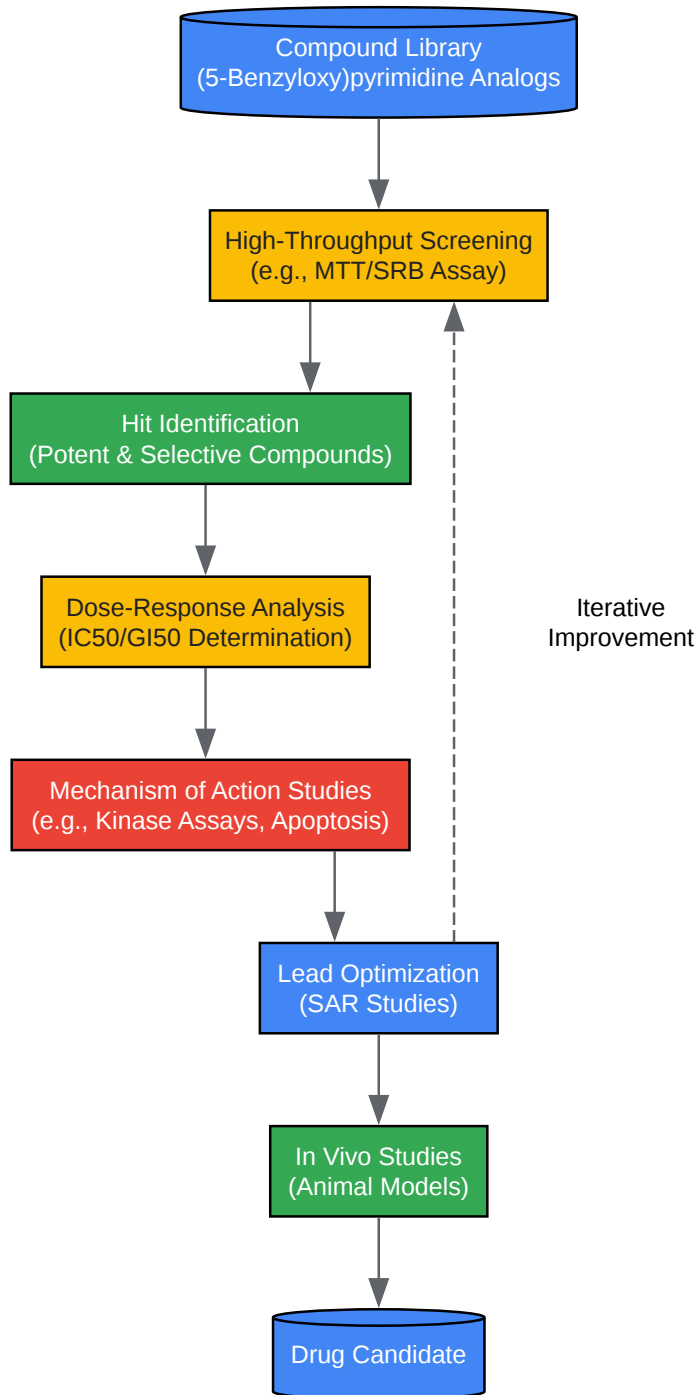 Compound Library
(5-Benzyloxy)pyrimidine Analogs
High-Throughput Screening
(e.g., MTT/SRB Assay)
Hit Identification
(Potent & Selective Compounds)
Dose-Response Analysis
(IC50/GI50 Determination)
Iterative
Improvement
Mechanism of Action Studies
(e.g., Kinase Assays, Apoptosis)
Lead Optimization
(SAR Studies)
In Vivo Studies
(Animal Models)
Drug Candidate